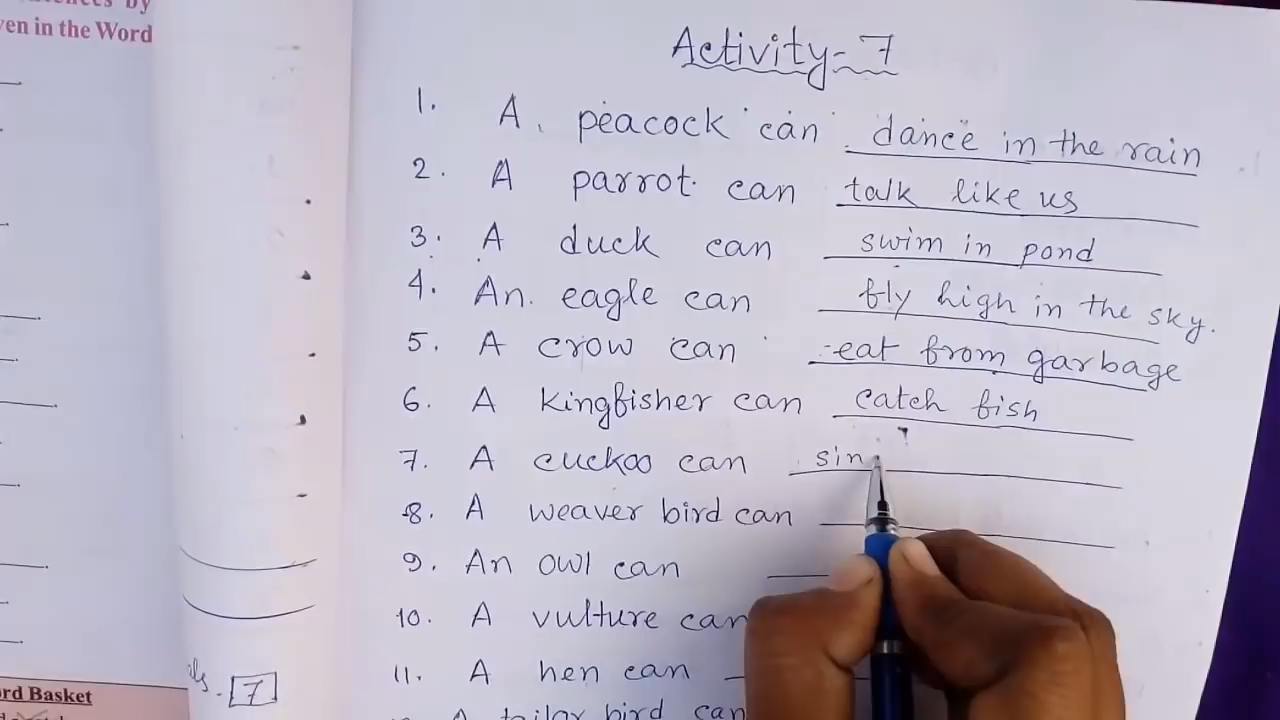 by
ven in the Word
Activity-7
1. A peacock can dance in the rain
2. A parrot can talk like us
3. A duck can swim in pond
4. An eagle can fly high in the sky.
5. A crow can eat from garbage
6. A kingfisher can catch fish
7. A cuckoo can sin
8. A weaver bird can
9. An owl can
10. A vulture can
11. A hen can
A tailor bird can
7
rd Basket